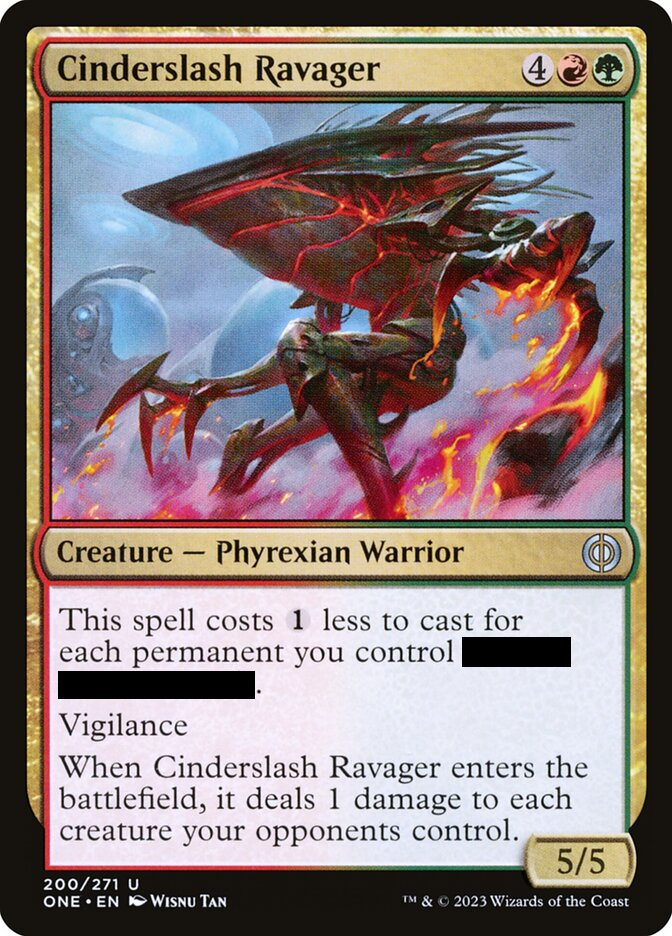 Cinderslash Ravager 4
Creature — Phyrexian Warrior
This spell costs 1 less to cast for
each permanent you control
.
Vigilance
When Cinderslash Ravager enters the
battlefield, it deals 1 damage to each
creature your opponents control.
5/5
200/271 U
ONE • EN Wisnu Tan
™ & © 2023 Wizards of the Coast